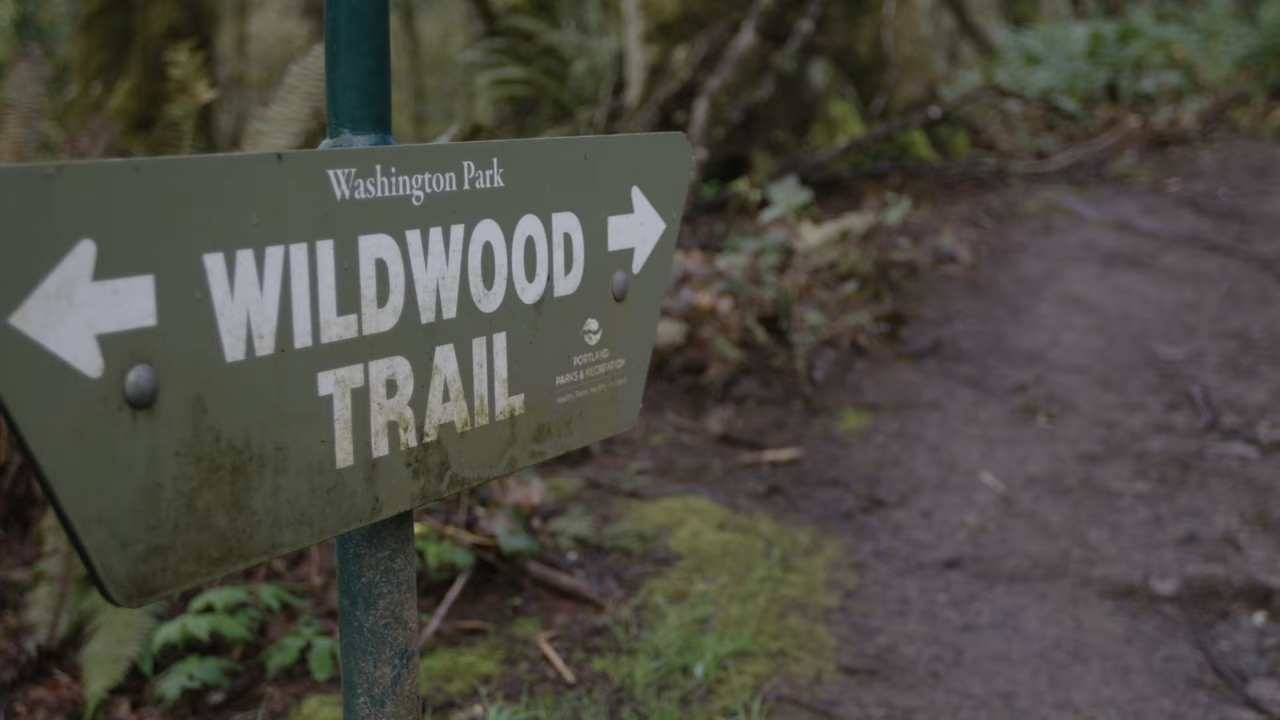 Washington Park
WILDWOOD
TRAIL
PORTLAND
PARKS & RECREATION